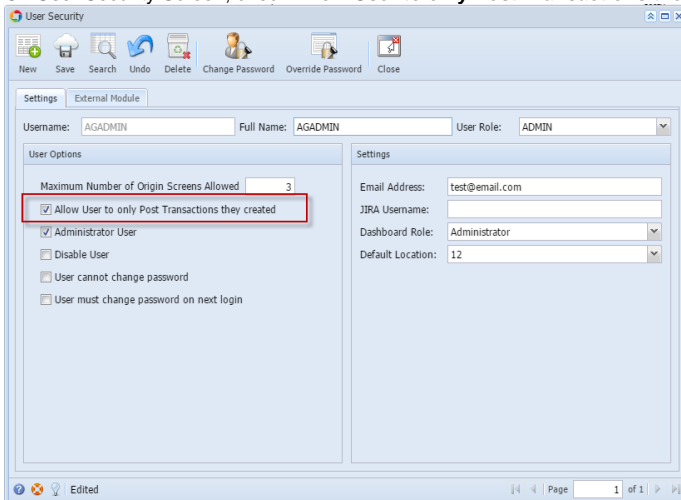 User Security
New Save Search Undo Delete Change Password Override Password Close
Settings External Module
Username: AGADMIN Full Name: AGADMIN User Role: ADMIN
User Options Settings
Maximum Number of Origin Screens Allowed 3 Email Address: test@email.com
Allow User to only Post Transactions they created JIRA Username:
Administrator User Dashboard Role: Administrator
Disable User Default Location: 12
User cannot change password
User must change password on next login
Edited Page 1 of 1